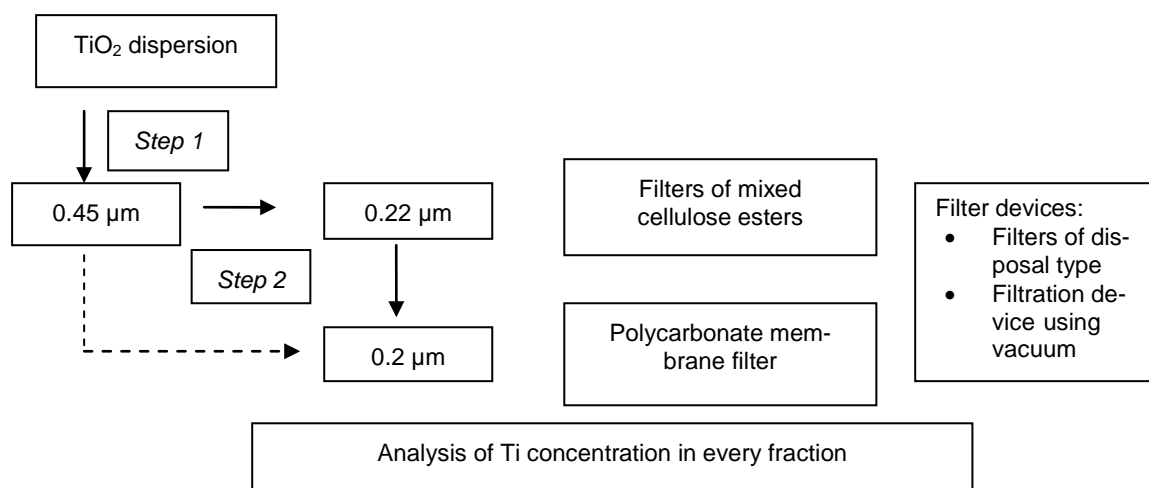 TiO₂ dispersion
Step 1
0.45 µm
0.22 µm
Step 2
0.2 µm
Filters of mixed
cellulose esters
Polycarbonate mem-
brane filter
Filter devices:
• Filters of dis-
posal type
• Filtration de-
vice using
vacuum
Analysis of Ti concentration in every fraction